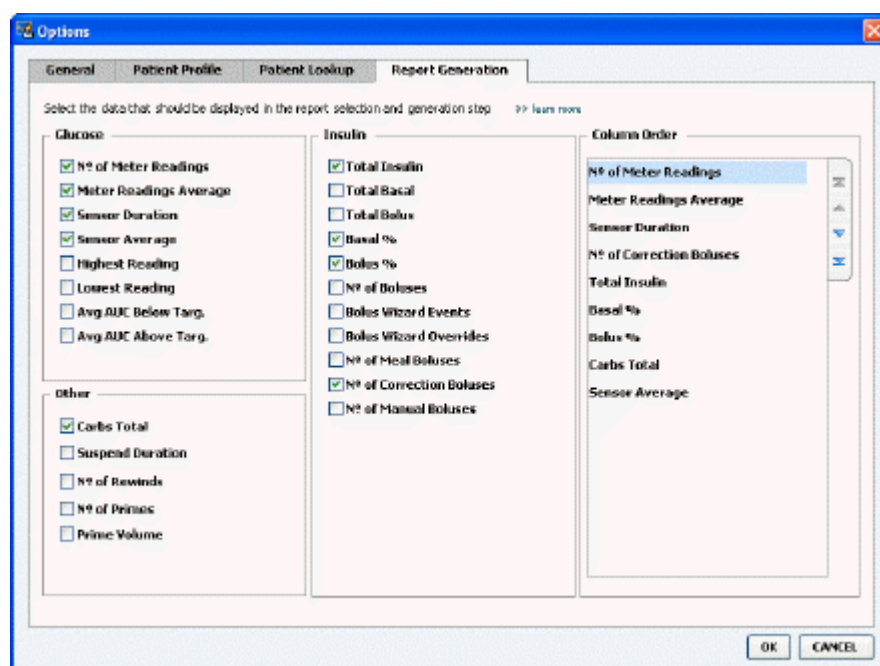 Options
General
Patient Profile
Patient Lookup
Report Generation
Select the data that should be displayed in the report selection and generation step >> learn more
Glucose
Nº of Meter Readings
Meter Readings Average
Sensor Duration
Sensor Average
Highest Reading
Lowest Reading
Avg AUC Below Targ.
Avg AUC Above Targ.
Other
Carbs Total
Suspend Duration
Nº of Rewinds
Nº of Primes
Prime Volume
Insulin
Total Insulin
Total Basal
Total Bolus
Basal %
Bolus %
Nº of Boluses
Bolus Wizard Events
Bolus Wizard Overrides
Nº of Meal Boluses
Nº of Correction Boluses
Nº of Manual Boluses
Column Order
Nº of Meter Readings
Meter Readings Average
Sensor Duration
Nº of Correction Boluses
Total Insulin
Basal %
Bolus %
Carbs Total
Sensor Average
OK
CANCEL